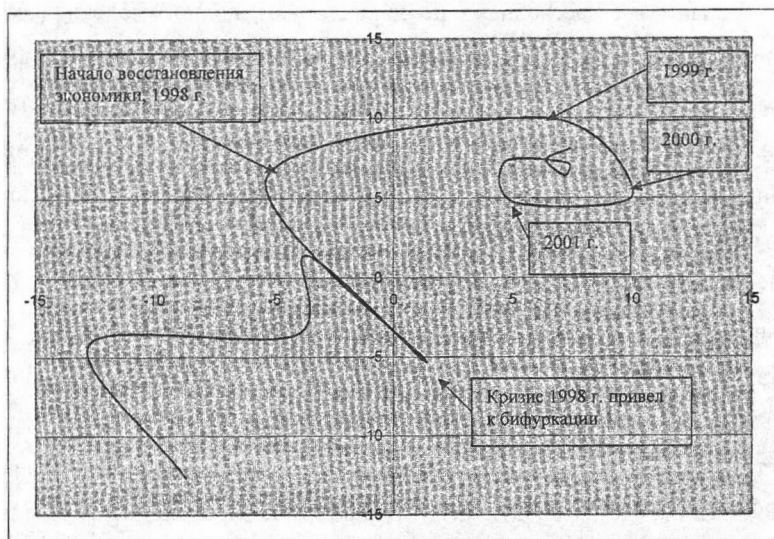 15
Начало восстановления
экономики, 1998 г.
1999 г.
10
2000 г.
5
2001 г.
0
-15
-10
-5
0
5
10
15
-5
Кризис 1998 г. привел
к бифуркации
-10
-15